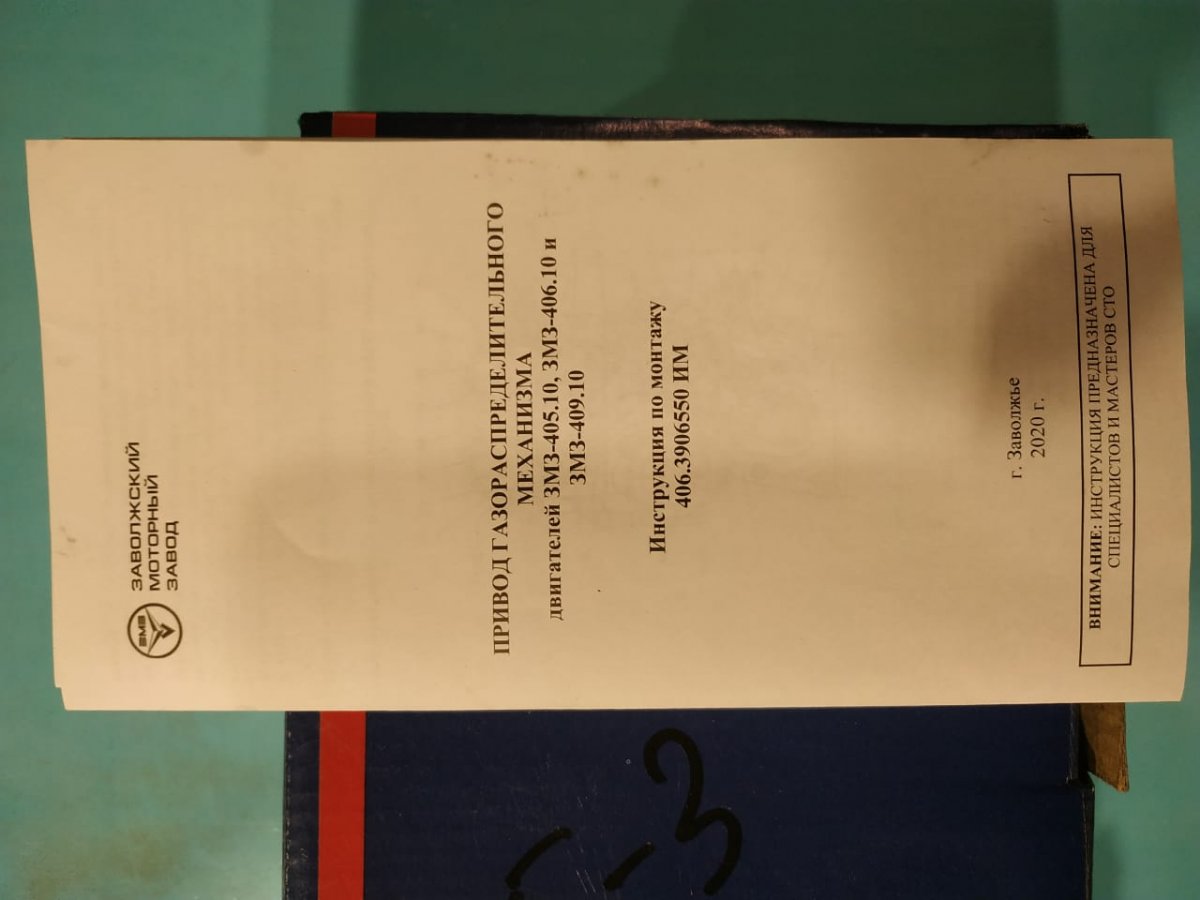 ЗМЗ
ЗАВОЛЖСКИЙ
МОТОРНЫЙ
ЗАВОД
ПРИВОД ГАЗОРАСПРЕДЕЛИТЕЛЬНОГО
МЕХАНИЗМА
двигателей ЗМЗ-405.10, ЗМЗ-406.10 и
ЗМЗ-409.10
Инструкция по монтажу
406.3906550 ИМ
г. Заволжье
2020 г.
ВНИМАНИЕ: ИНСТРУКЦИЯ ПРЕДНАЗНАЧЕНА ДЛЯ
СПЕЦИАЛИСТОВ И МАСТЕРОВ СТО